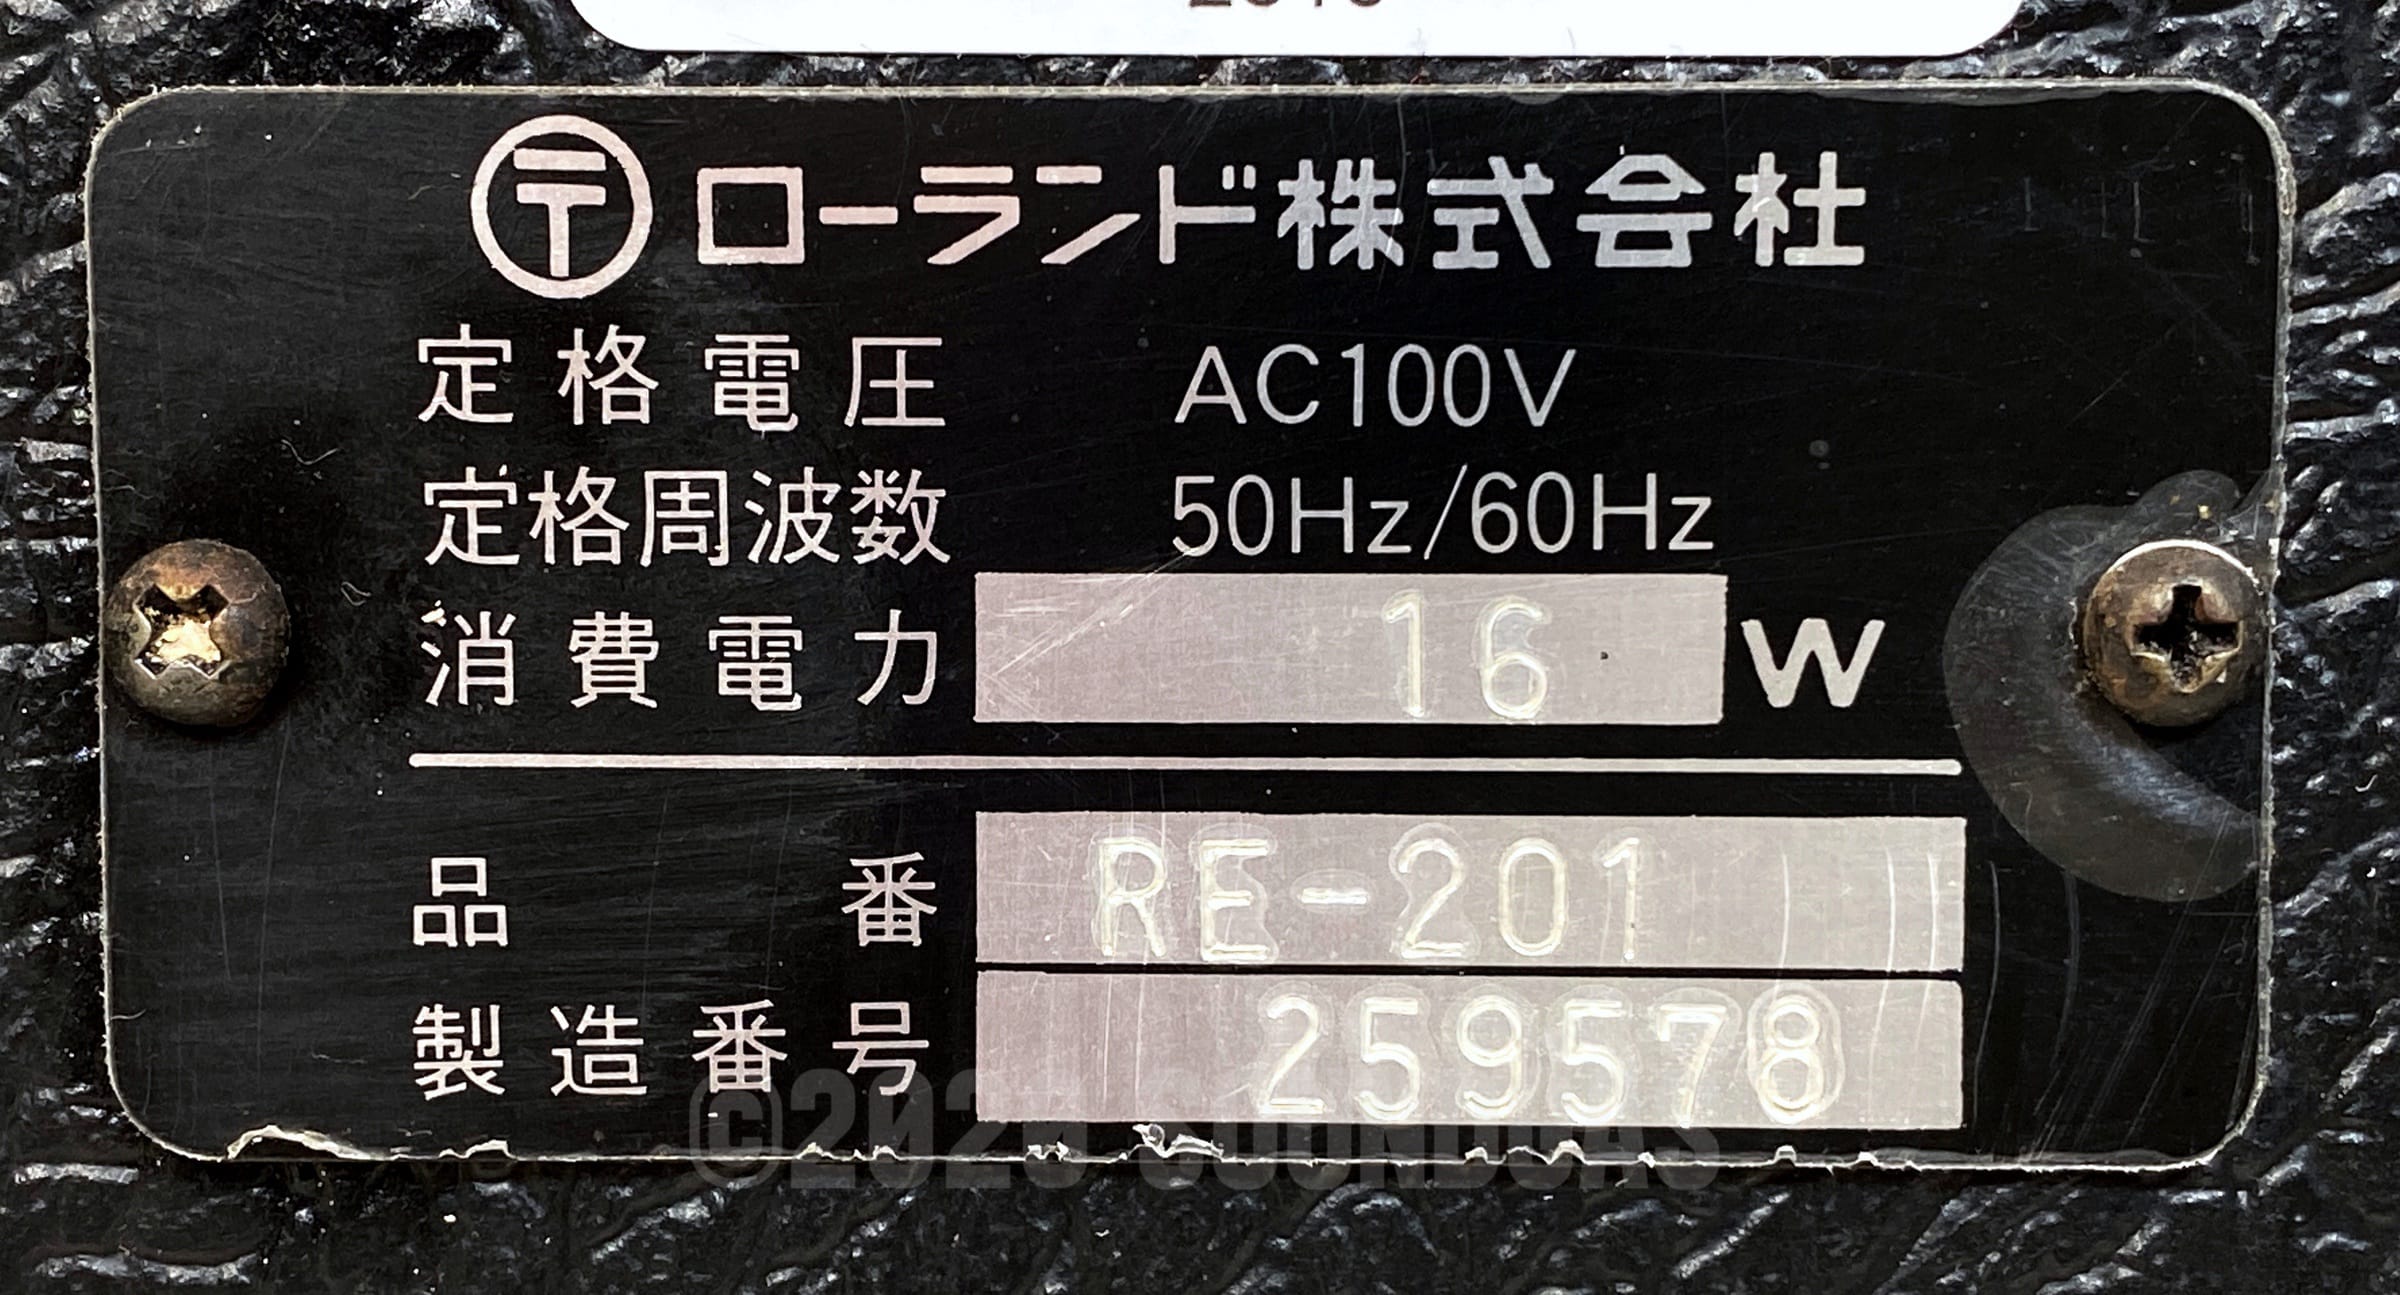 〒 ローランド株式会社
定格電圧 AC100V
定格周波数 50Hz/60Hz
消費電力 16 W
品番 RE-201
製造番号 259578